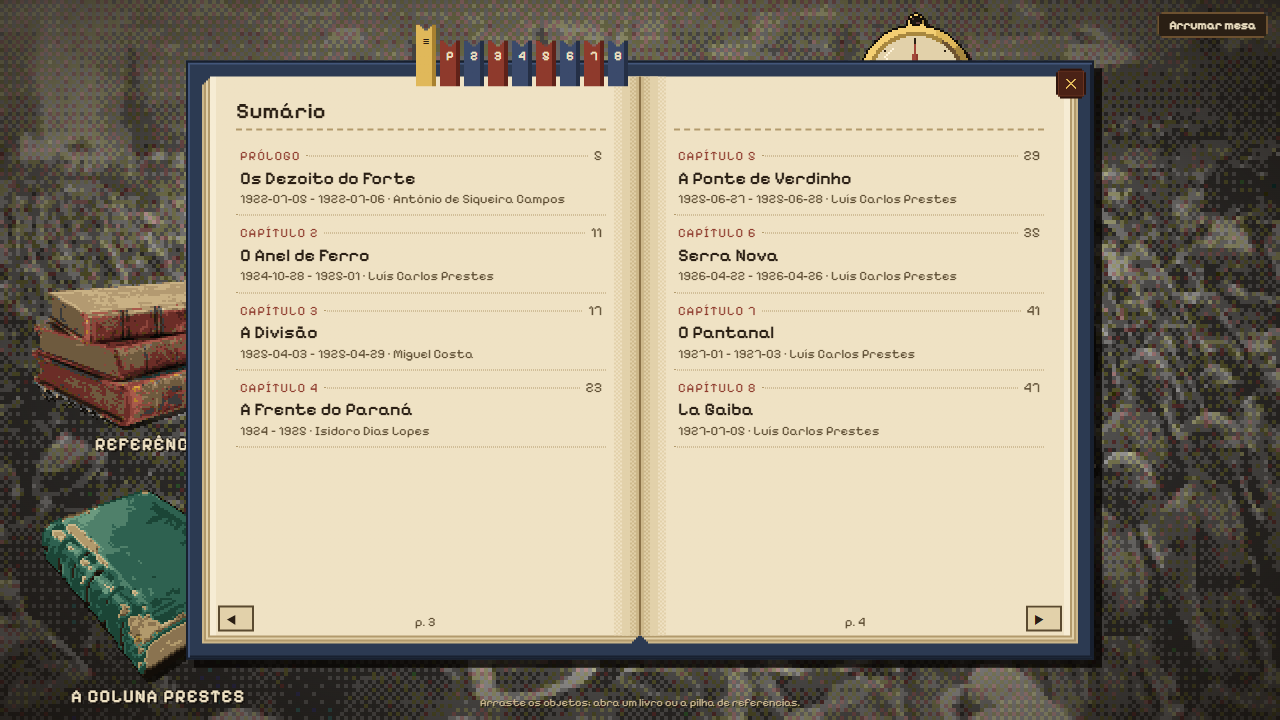 Arrumar mesa
≡ P 2 3 4 5 6 7 8
×
Sumário
PRÓLOGO 5
Os Dezoito do Forte
1922-07-05 - 1922-07-06 · Antônio de Siqueira Campos
CAPÍTULO 2 11
O Anel de Ferro
1924-10-28 - 1925-01 · Luís Carlos Prestes
CAPÍTULO 3 17
A Divisão
1925-04-03 - 1925-04-29 · Miguel Costa
CAPÍTULO 4 23
A Frente do Paraná
1924 - 1925 · Isidoro Dias Lopes
p. 3
CAPÍTULO 5 29
A Ponte de Verdinho
1925-06-27 - 1925-06-28 · Luís Carlos Prestes
CAPÍTULO 6 35
Serra Nova
1926-04-22 - 1926-04-26 · Luís Carlos Prestes
CAPÍTULO 7 41
O Pantanal
1927-01 - 1927-03 · Luís Carlos Prestes
CAPÍTULO 8 47
La Gaiba
1927-07-05 · Luís Carlos Prestes
p. 4
REFERÊNC
A COLUNA PRESTES
Arraste os objetos; abra um livro ou a pilha de referências.